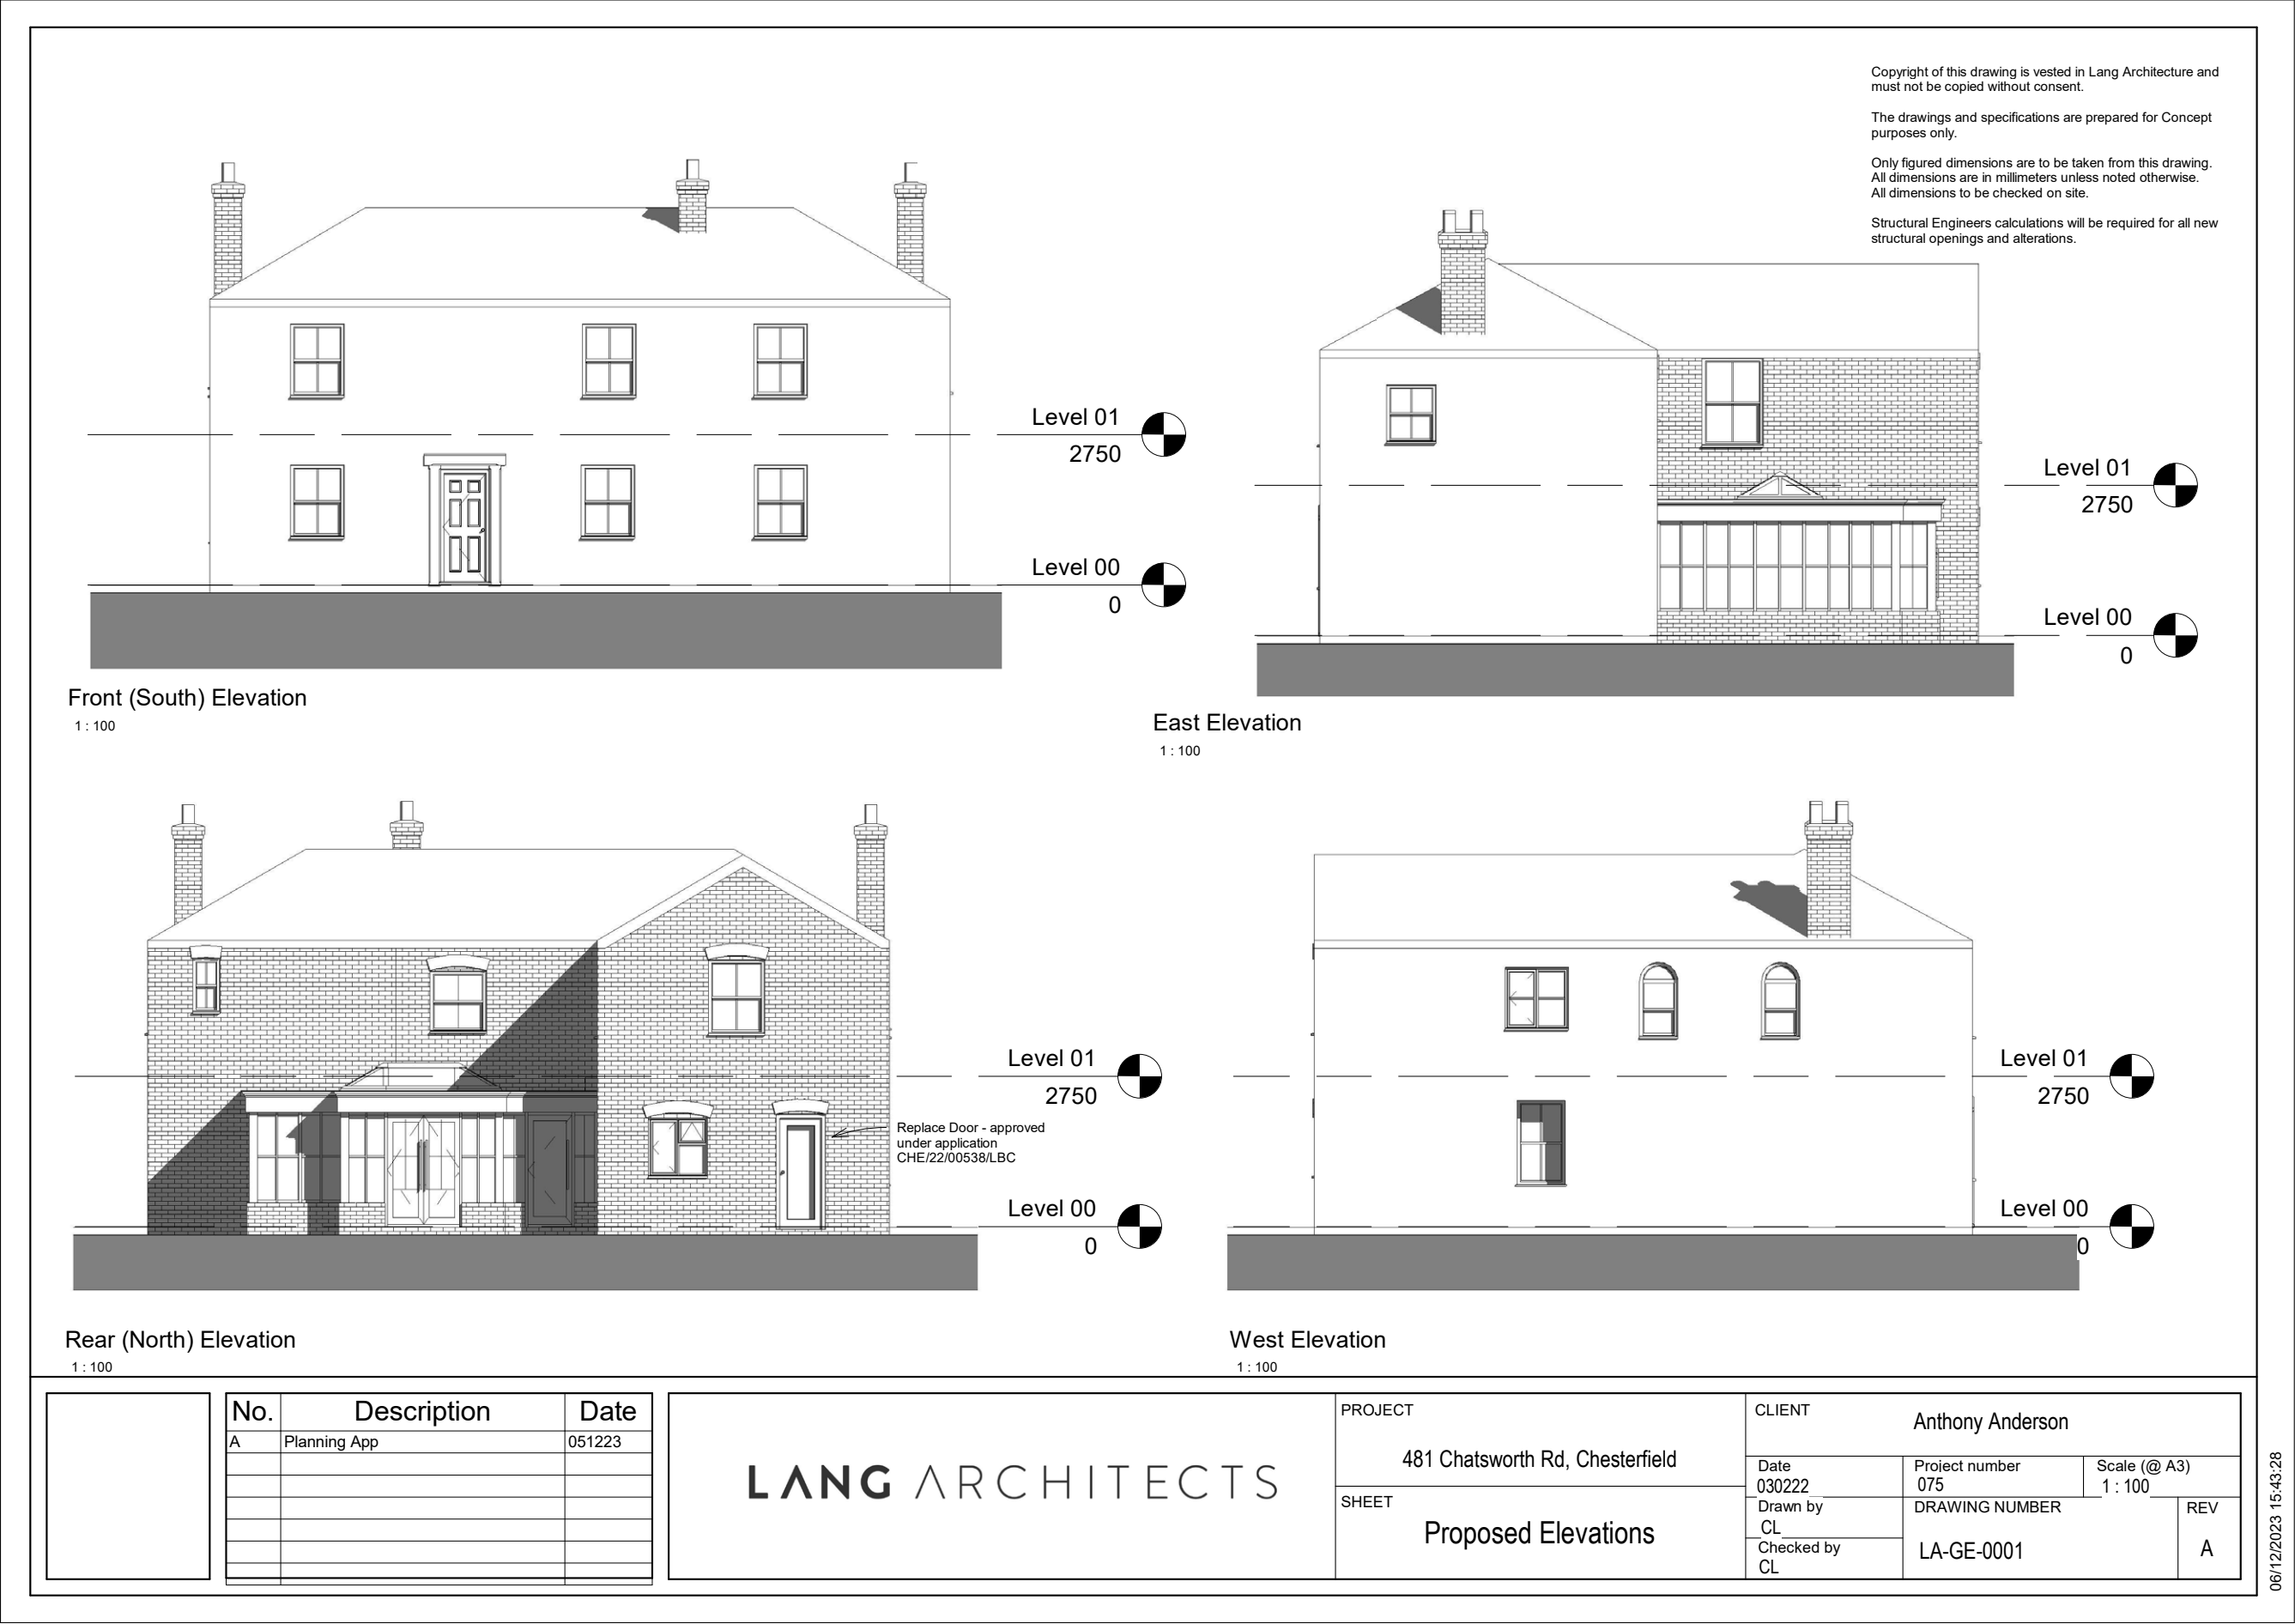 Copyright of this drawing is vested in Lang Architecture and
must not be copied without consent.
The drawings and specifications are prepared for Concept
purposes only.
Only figured dimensions are to be taken from this drawing.
All dimensions are in millimeters unless noted otherwise.
All dimensions to be checked on site.
Structural Engineers calculations will be required for all new
structural openings and alterations.
Level 01
2750
Level 00
0
Front (South) Elevation
1 : 100
Level 01
2750
Level 00
0
East Elevation
1 : 100
Level 01
2750
Replace Door - approved
under application
CHE/22/00538/LBC
Level 00
0
Rear (North) Elevation
1 : 100
Level 01
2750
Level 00
0
West Elevation
1 : 100
No. Description Date
A Planning App 051223
LANG ARCHITECTS
PROJECT
481 Chatsworth Rd, Chesterfield
SHEET
Proposed Elevations
CLIENT
Anthony Anderson
Date
030222
Project number
075
Scale (@ A3)
1 : 100
Drawn by
CL
Checked by
CL
DRAWING NUMBER
LA-GE-0001
REV
A
06/12/2023 15:43:28